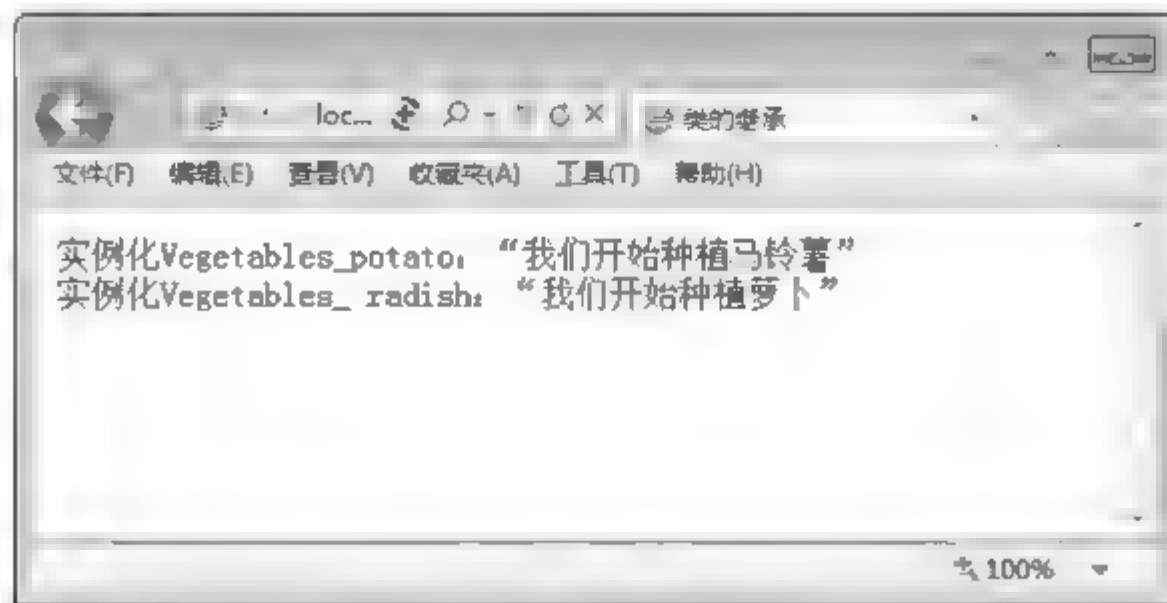 loc...
类的继承
文件(F) 编辑(E) 查看(V) 收藏夹(A) 工具(T) 帮助(H)
实例化Vegetables_potato：“我们开始种植马铃薯”
实例化Vegetables_ radish：“我们开始种植萝卜”
100%